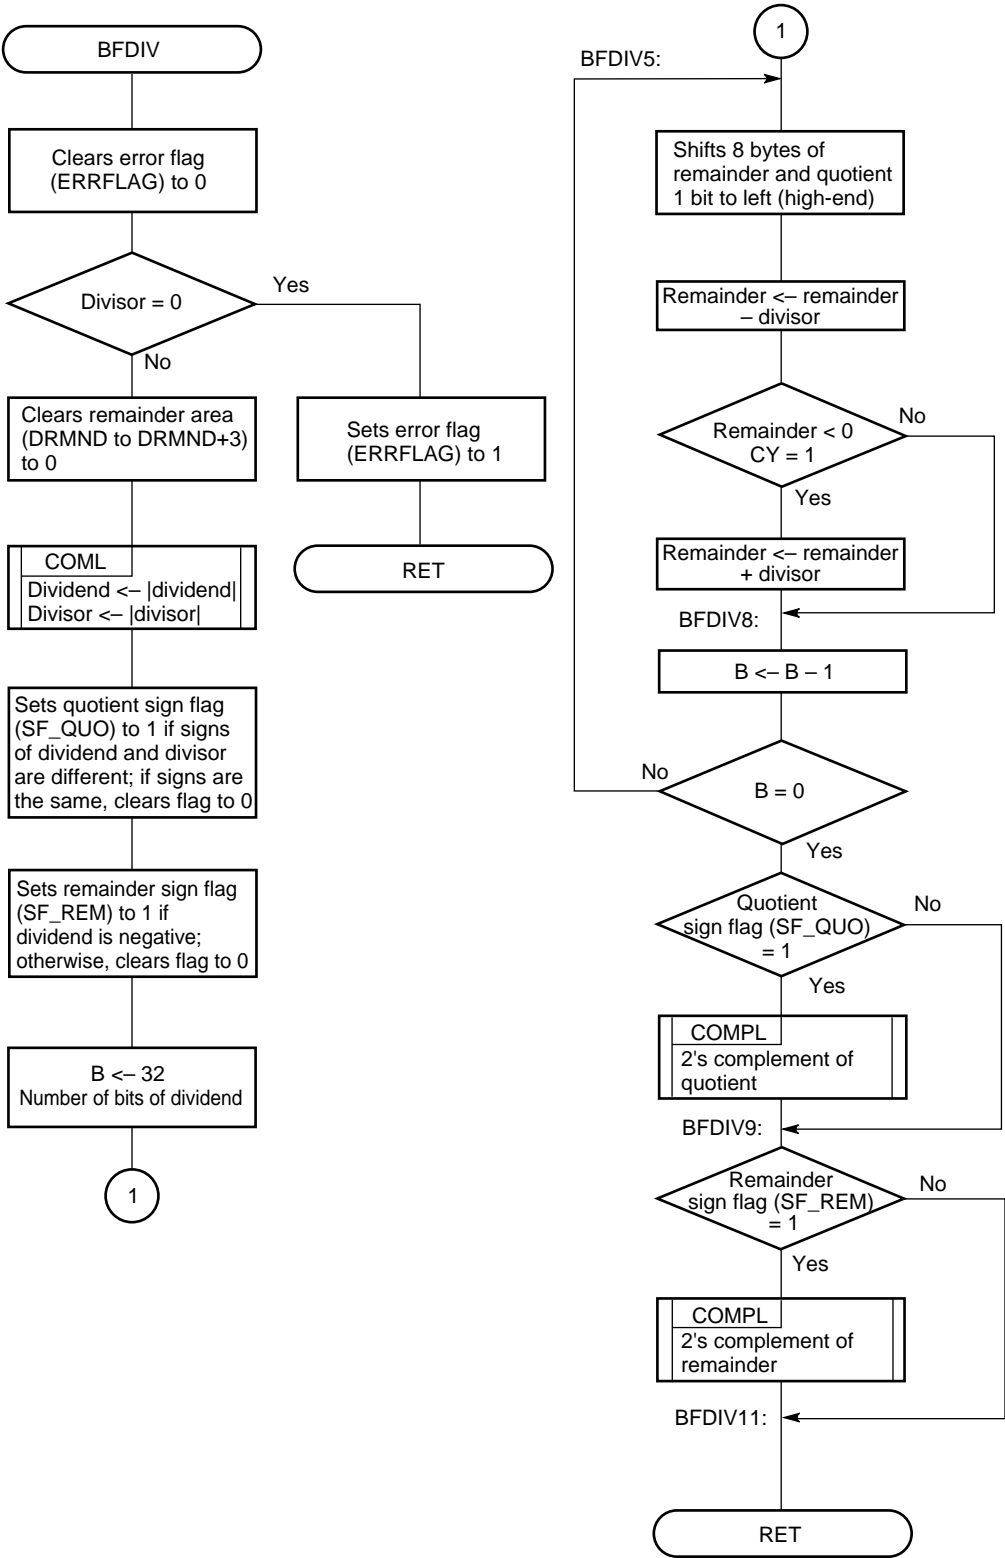 BFDIV
Clears error flag
(ERRFLAG) to 0
Divisor = 0
Yes
No
Clears remainder area
(DRMND to DRMND+3)
to 0
Sets error flag
(ERRFLAG) to 1
RET
COML
Dividend <– |dividend|
Divisor <– |divisor|
Sets quotient sign flag
(SF_QUO) to 1 if signs
of dividend and divisor
are different; if signs are
the same, clears flag to 0
Sets remainder sign flag
(SF_REM) to 1 if
dividend is negative;
otherwise, clears flag to 0
B <– 32
Number of bits of dividend
1
1
BFDIV5:
Shifts 8 bytes of
remainder and quotient
1 bit to left (high-end)
Remainder <– remainder
– divisor
Remainder < 0
CY = 1
No
Yes
Remainder <– remainder
+ divisor
BFDIV8:
B <– B – 1
No
B = 0
Yes
Quotient
sign flag (SF_QUO)
= 1
No
Yes
COMPL
2's complement of
quotient
BFDIV9:
Remainder
sign flag (SF_REM)
= 1
No
Yes
COMPL
2's complement of
remainder
BFDIV11:
RET